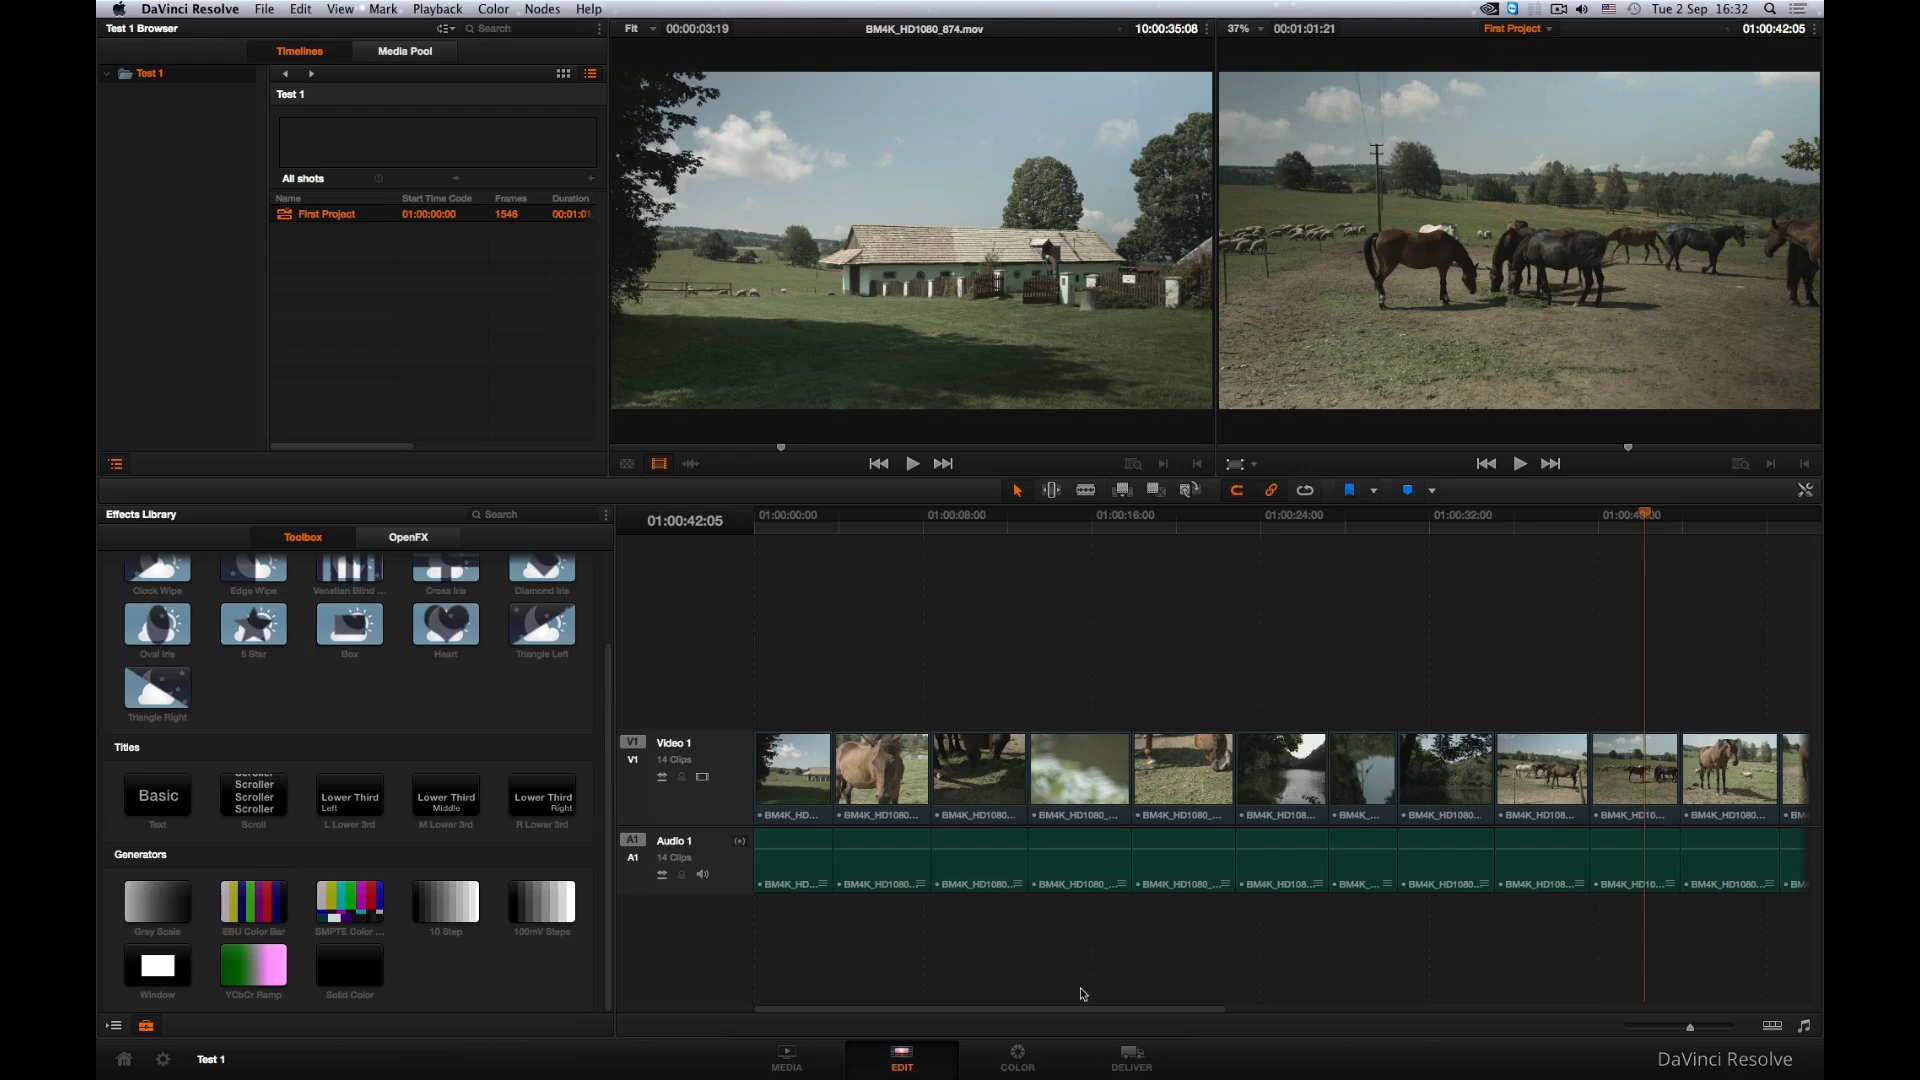 DaVinci Resolve File Edit View Mark Playback Color Nodes Help Tue 2 Sep 16:32
Test 1 Browser Search Fit 00:00:03:19 BM4K_HD1080_874.mov 10:00:35:08 37% 00:01:01:21 First Project 01:00:42:05
Timelines Media Pool
Test 1
Test 1
All shots
Name Start Time Code Frames Duration
First Project 01:00:00:00 1546 00:01:01
Effects Library Search
Toolbox OpenFX
01:00:42:05 01:00:00:00 01:00:08:00 01:00:16:00 01:00:24:00 01:00:32:00
Clock Wipe Edge Wipe Venetian Blind ... Cross Iris Diamond Iris
Oval Iris 5 Star Box Heart Triangle Left
Triangle Right
Titles
Basic Scroller Scroller Scroller Scroller Lower Third Left Lower Third Middle Lower Third Right
Text Scroll L Lower 3rd M Lower 3rd R Lower 3rd
Generators
Grey Scale EBU Color Bar SMPTE Color ... 10 Step 100mV Steps
Window YCbCr Ramp Solid Color
V1 Video 1
V1 14 Clips
BM4K_HD... BM4K_HD1080... BM4K_HD1080... BM4K_HD1080_... BM4K_HD1080_... BM4K_HD108... BM4K_... BM4K_HD1080... BM4K_HD108... BM4K_HD10... BM4K_HD1080...
A1 Audio 1
A1 14 Clips
BM4K_HD... BM4K_HD1080... BM4K_HD1080... BM4K_HD1080_... BM4K_HD1080_... BM4K_HD108... BM4K_... BM4K_HD1080... BM4K_HD108... BM4K_HD10... BM4K_HD1080...
Test 1 MEDIA EDIT COLOR DELIVER DaVinci Resolve